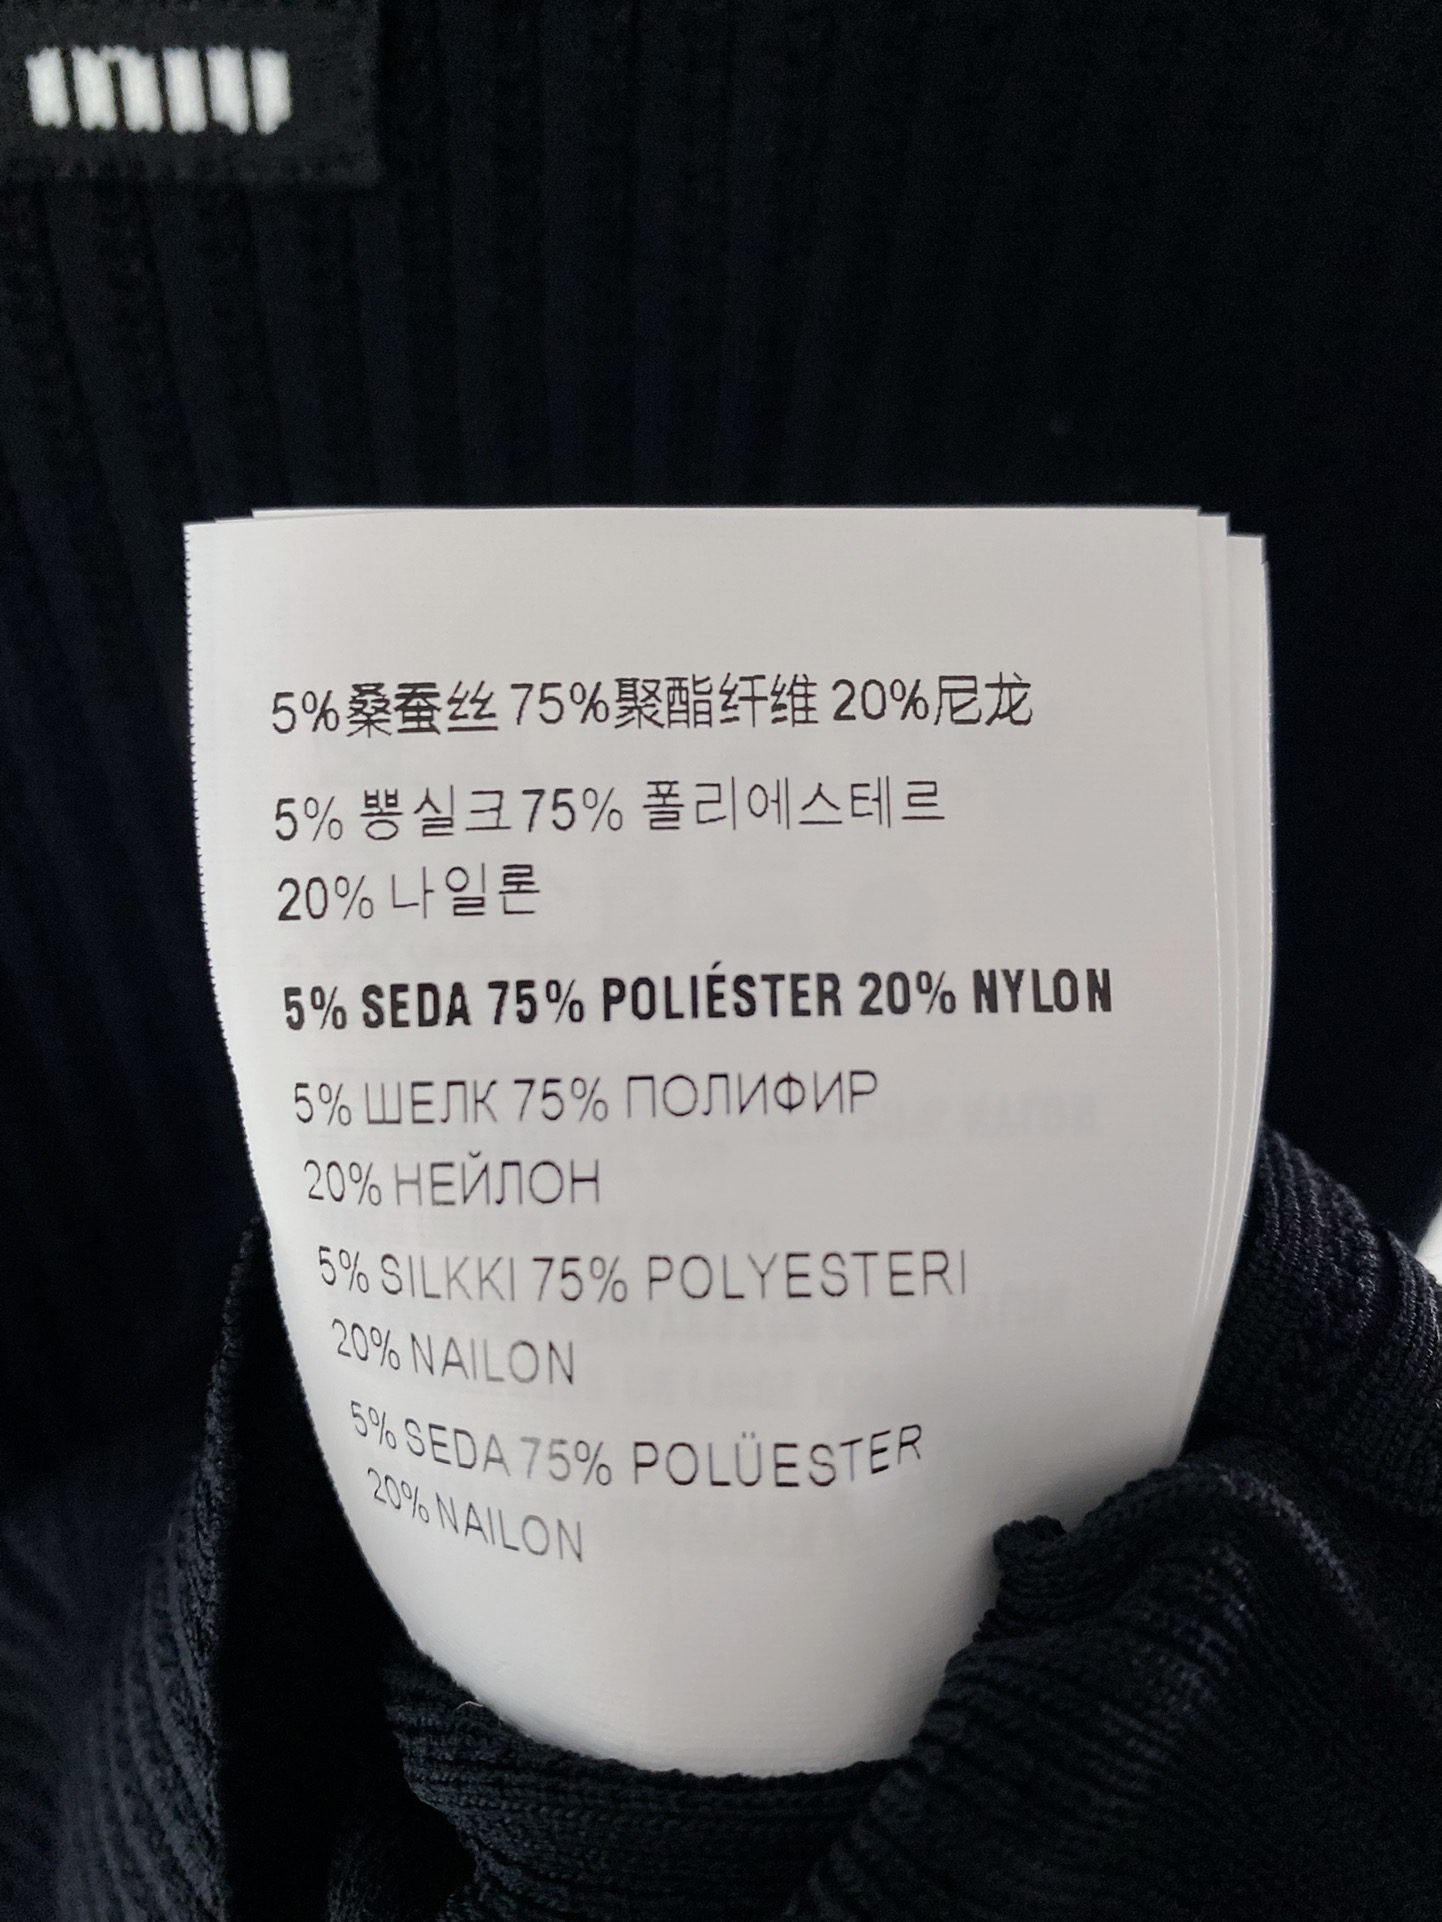 5%桑蚕丝 75%聚酯纤维 20%尼龙
5% 뽕실크 75% 폴리에스테르
20% 나일론
5% SEDA 75% POLIÉSTER 20% NYLON
5% ШЕЛК 75% ПОЛИФИР
20% НЕЙЛОН
5% SILKKI 75% POLYESTERI
20% NAILON
5% SEDA 75% POLÜESTER
20% NAILON